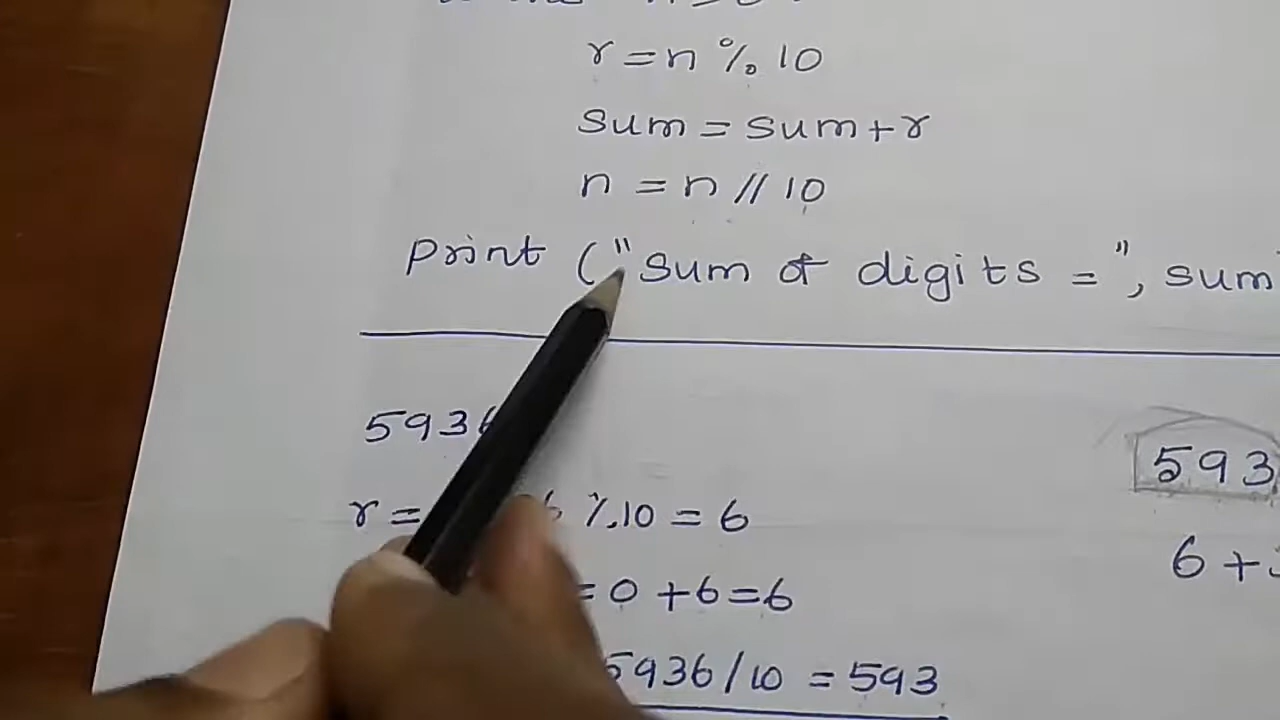 r = n % 10
sum = sum + r
n = n // 10
print ("sum of digits = ", sum
5936
593
r = 6 % 10 = 6
6 +
= 0 + 6 = 6
5936 / 10 = 593